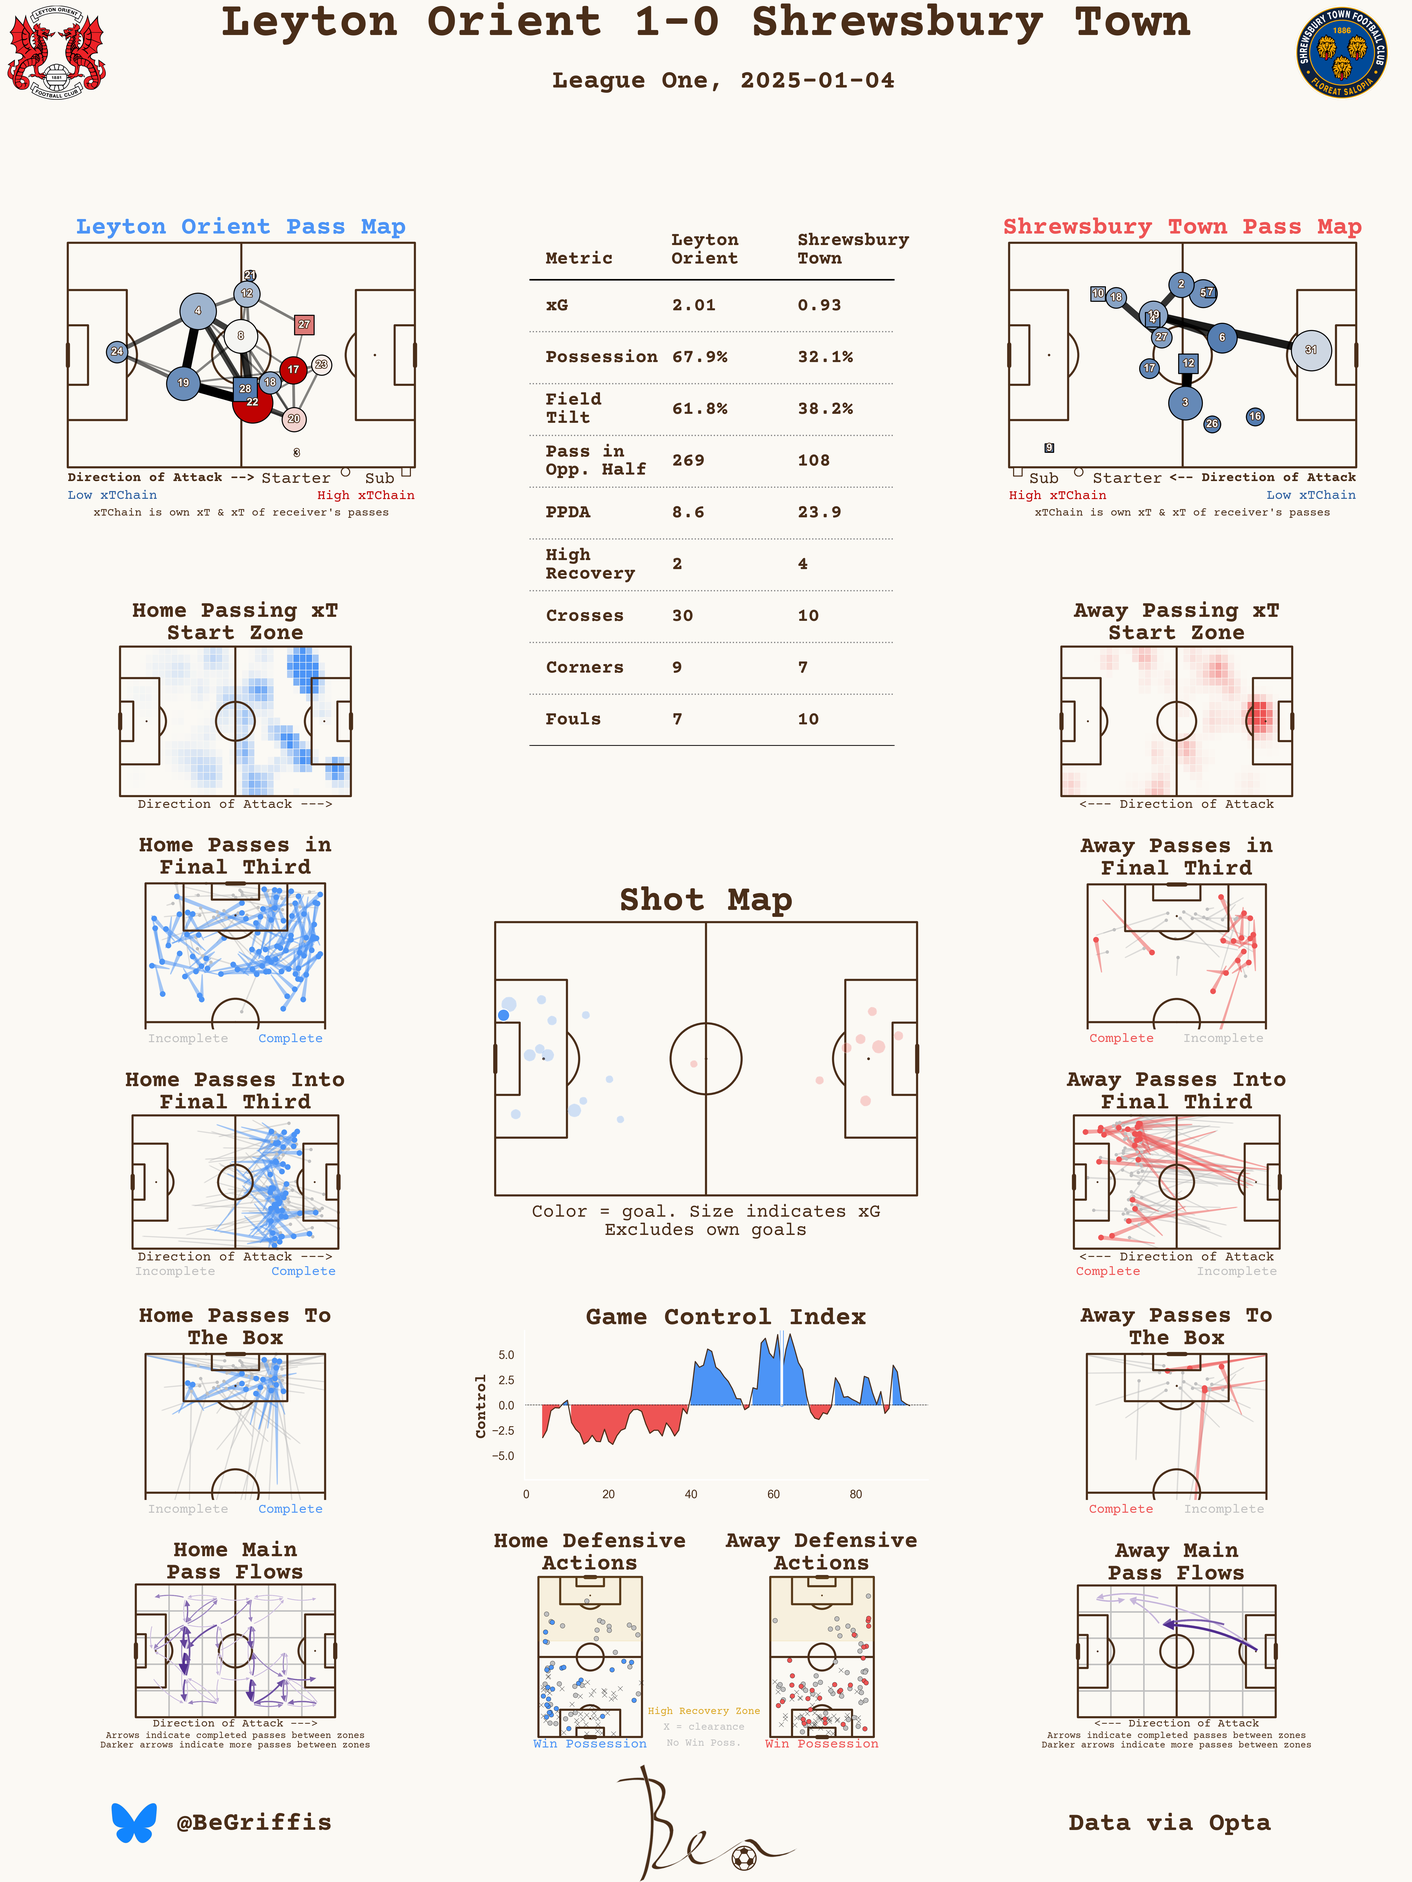 Leyton Orient 1-0 Shrewsbury Town
League One, 2025-01-04
LEYTON ORIENT
1881
FOOTBALL CLUB
SHREWSBURY TOWN FOOTBALL CLUB
1886
FLOREAT SALOPIA
Leyton Orient Pass Map
21
12
4
27
8
24
23
17
19
18
28
22
20
3
Direction of Attack --> Starter Sub
Low xTChain High xTChain
xTChain is own xT & xT of receiver's passes
Metric Leyton Orient Shrewsbury Town
xG 2.01 0.93
Possession 67.9% 32.1%
Field Tilt 61.8% 38.2%
Pass in Opp. Half 269 108
PPDA 8.6 23.9
High Recovery 2 4
Crosses 30 10
Corners 9 7
Fouls 7 10
Shrewsbury Town Pass Map
2
10
18
5
7
19
4
27
6
31
12
17
3
16
26
9
Sub Starter <-- Direction of Attack
High xTChain Low xTChain
xTChain is own xT & xT of receiver's passes
Home Passing xT
Start Zone
Direction of Attack --->
Away Passing xT
Start Zone
<--- Direction of Attack
Home Passes in
Final Third
Incomplete Complete
Away Passes in
Final Third
Complete Incomplete
Shot Map
Color = goal. Size indicates xG
Excludes own goals
Home Passes Into
Final Third
Direction of Attack --->
Incomplete Complete
Away Passes Into
Final Third
<--- Direction of Attack
Complete Incomplete
Home Passes To
The Box
Incomplete Complete
Game Control Index
Control
5.0
2.5
0.0
−2.5
−5.0
0 20 40 60 80
Away Passes To
The Box
Complete Incomplete
Home Main
Pass Flows
Direction of Attack --->
Arrows indicate completed passes between zones
Darker arrows indicate more passes between zones
Home Defensive
Actions
Win Possession
High Recovery Zone
X = clearance
No Win Poss.
Away Defensive
Actions
Win Possession
Away Main
Pass Flows
<--- Direction of Attack
Arrows indicate completed passes between zones
Darker arrows indicate more passes between zones
@BeGriffis
Ben
Data via Opta